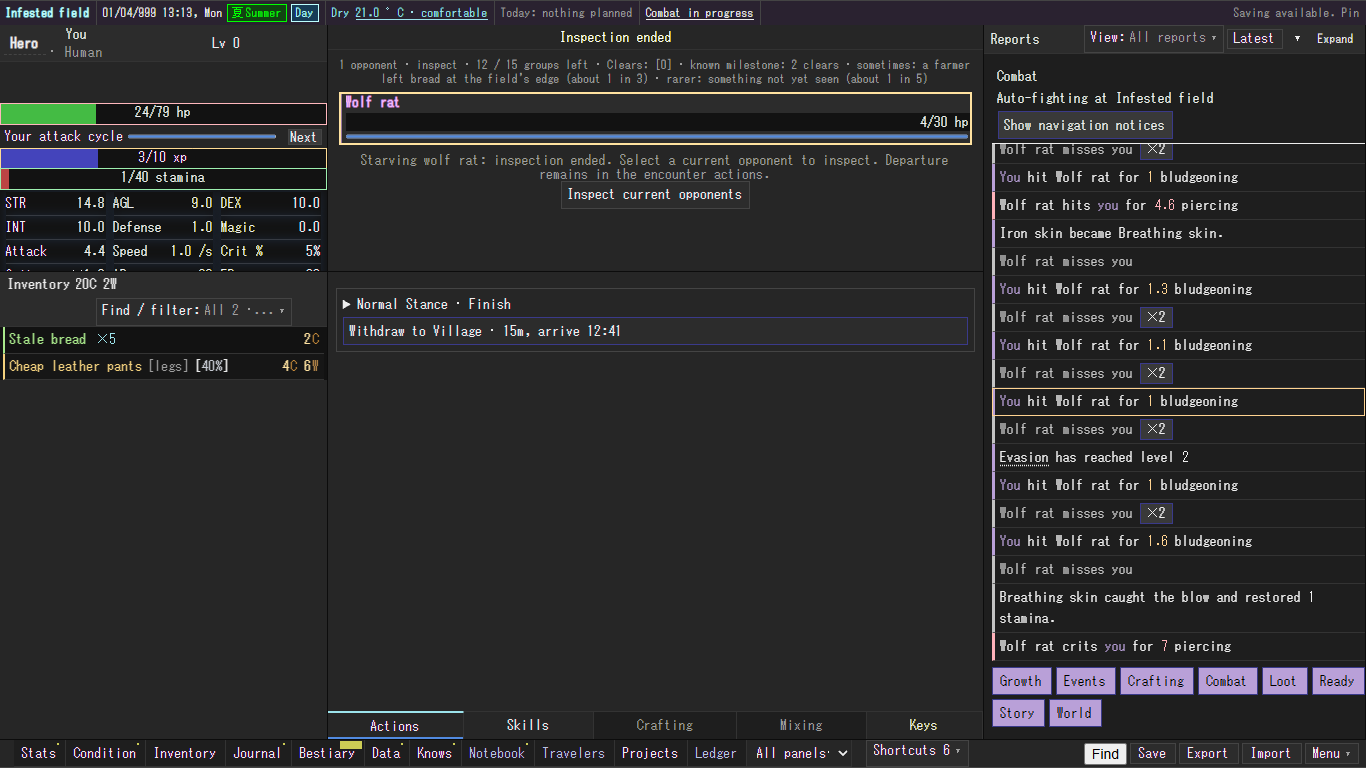 Infested field 01/04/999 13:13, Mon 夏Summer Day Dry 21.0 ° C · comfortable Today: nothing planned Combat in progress Saving available. Pin
Hero · You Human Lv 0
24/79 hp
Your attack cycle Next
3/10 xp
1/40 stamina
STR 14.8 AGL 9.0 DEX 10.0
INT 10.0 Defense 1.0 Magic 0.0
Attack 4.4 Speed 1.0 /s Crit % 5%
Inventory 20C 2W
Find / filter: All 2 ·... ▾
Stale bread ×5 2C
Cheap leather pants [legs] [40%] 4C 6W
Inspection ended
1 opponent · inspect · 12 / 15 groups left · Clears: [0] · known milestone: 2 clears · sometimes: a farmer
left bread at the field's edge (about 1 in 3) · rarer: something not yet seen (about 1 in 5)
Wolf rat
4/30 hp
Starving wolf rat: inspection ended. Select a current opponent to inspect. Departure
remains in the encounter actions.
Inspect current opponents
▶ Normal Stance · Finish
Withdraw to Village · 15m, arrive 12:41
Actions Skills Crafting Mixing Keys
Reports View: All reports ▾ Latest ▾ Expand
Combat
Auto-fighting at Infested field
Show navigation notices
Wolf rat misses you ×2
You hit Wolf rat for 1 bludgeoning
Wolf rat hits you for 4.6 piercing
Iron skin became Breathing skin.
Wolf rat misses you
You hit Wolf rat for 1.3 bludgeoning
Wolf rat misses you ×2
You hit Wolf rat for 1.1 bludgeoning
Wolf rat misses you ×2
You hit Wolf rat for 1 bludgeoning
Wolf rat misses you ×2
Evasion has reached level 2
You hit Wolf rat for 1 bludgeoning
Wolf rat misses you ×2
You hit Wolf rat for 1.6 bludgeoning
Wolf rat misses you
Breathing skin caught the blow and restored 1
stamina.
Wolf rat crits you for 7 piercing
Growth Events Crafting Combat Loot Ready
Story World
Stats Condition Inventory Journal Bestiary Data Knows Notebook Travelers Projects Ledger All panels Shortcuts 6 ▾ Find Save Export Import Menu ▾